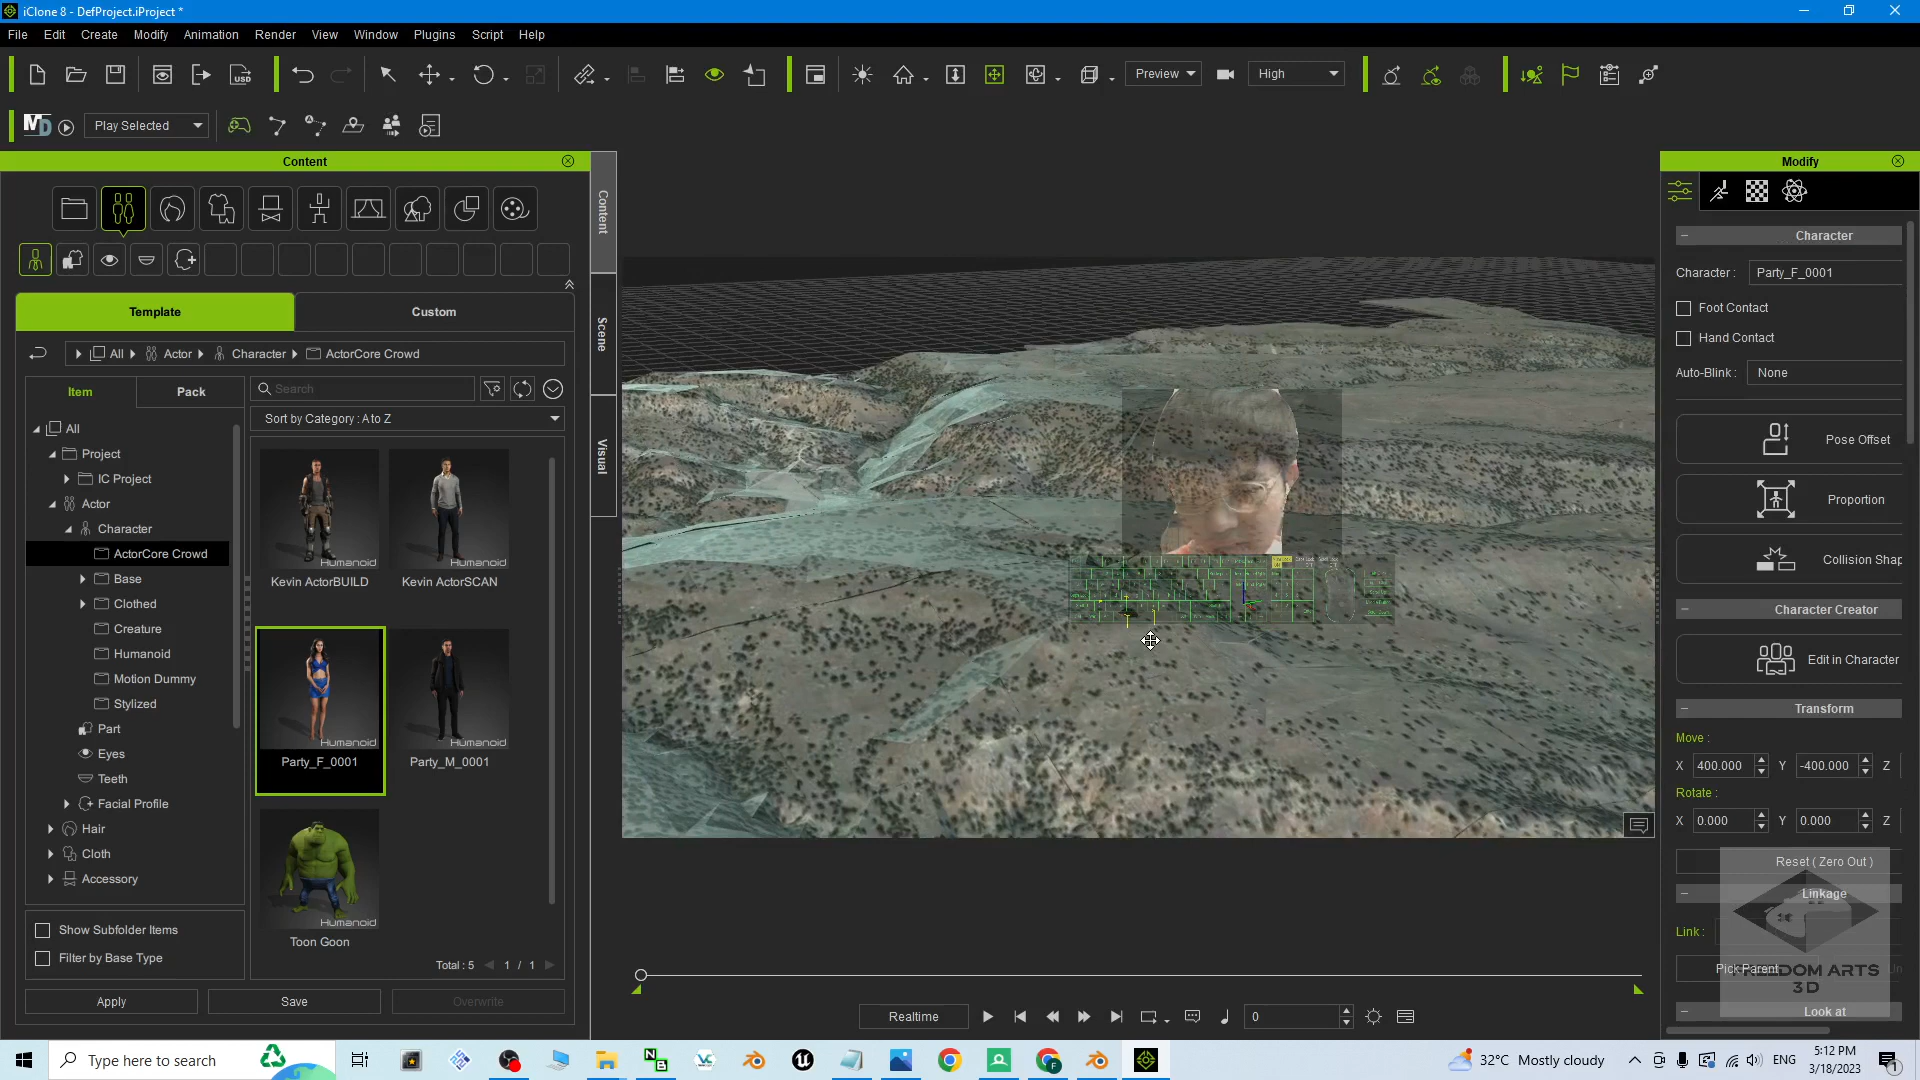 iClone 8 - DefProject.iProject *
File Edit Create Modify Animation Render View Window Plugins Script Help
USD
Preview
High
MD
Play Selected
Content
Template
Custom
All
Actor
Character
ActorCore Crowd
Item
Pack
Search
Sort by Category : A to Z
All
Project
IC Project
Actor
Character
ActorCore Crowd
Base
Clothed
Creature
Humanoid
Motion Dummy
Stylized
Part
Eyes
Teeth
Facial Profile
Hair
Cloth
Accessory
Show Subfolder Items
Filter by Base Type
Humanoid
Kevin ActorBUILD
Humanoid
Kevin ActorSCAN
Humanoid
Party_F_0001
Humanoid
Party_M_0001
Humanoid
Toon Goon
Total : 5
1 / 1
Apply
Save
Overwrite
Content
Scene
Visual
Realtime
0
Modify
Character
Character : Party_F_0001
Foot Contact
Hand Contact
Auto-Blink : None
Pose Offset
Proportion
Collision Shap
Character Creator
Edit in Character
Transform
Move :
X 400.000 Y -400.000 Z
Rotate :
X 0.000 Y 0.000 Z
Reset ( Zero Out )
Linkage
Link :
Pick Parent
FREEDOM ARTS
3D
Look at
Type here to search
32°C Mostly cloudy
ENG
5:12 PM
3/18/2023
1